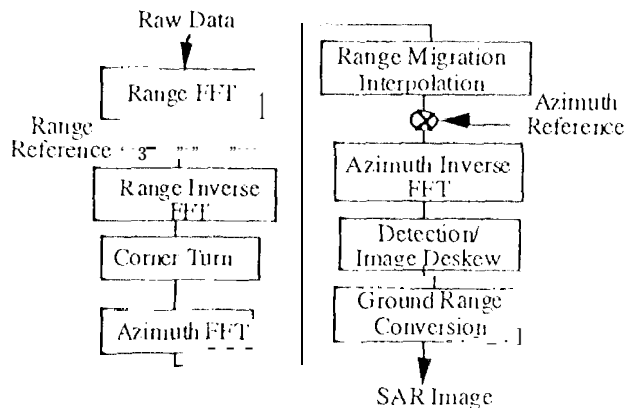 Raw Data
Range FFT
Range
Reference
Range Inverse
FFT
Corner Turn
Azimuth FFT
Range Migration
Interpolation
Azimuth
Reference
Azimuth Inverse
FFT
Detection/
Image Deskew
Ground Range
Conversion
SAR Image